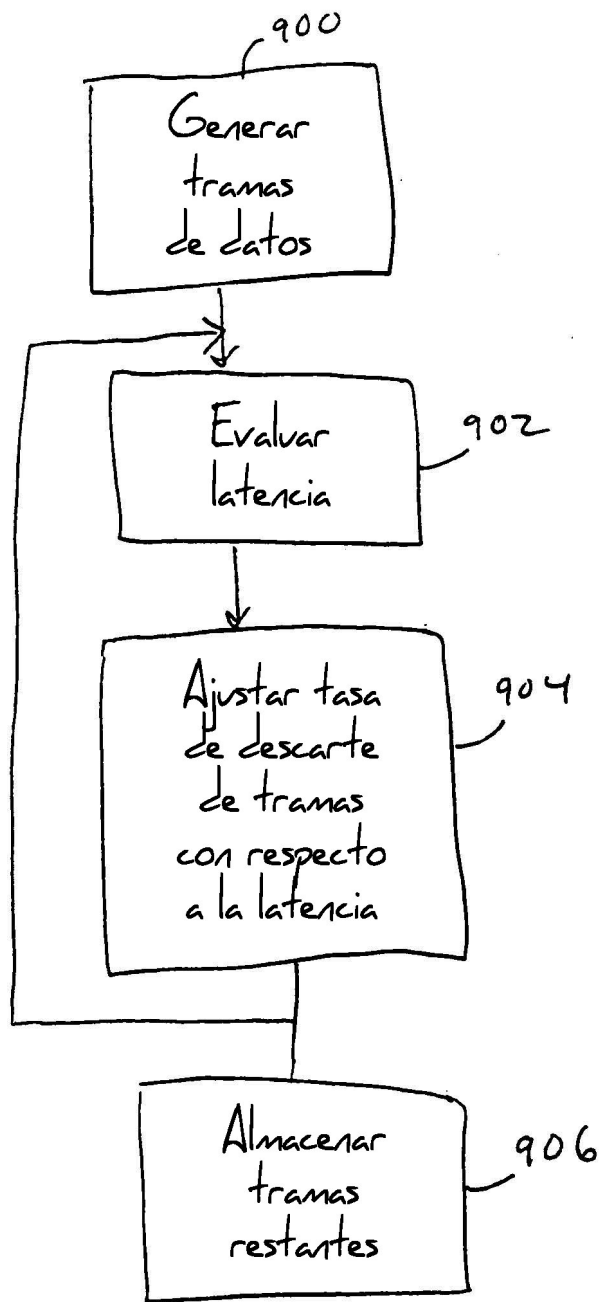 900
Generar
tramas
de datos
Evaluar
latencia
902
Ajustar tasa
de descarte
de tramas
con respecto
a la latencia
904
Almacenar
tramas
restantes
906